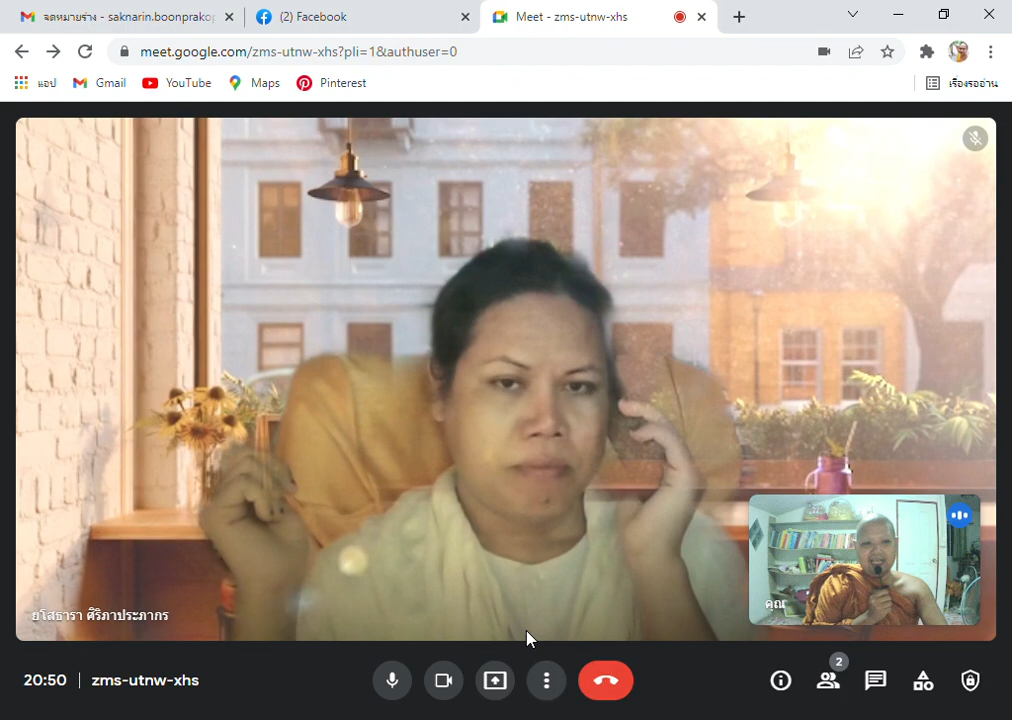 จดหมายร่าง - saknarin.boonprako
(2) Facebook
Meet - zms-utnw-xhs
meet.google.com/zms-utnw-xhs?pli=1&authuser=0
แอป Gmail YouTube Maps Pinterest เรื่องรออ่าน
ยโสธารา ศิริภาประภากร
คุณ
20:50 zms-utnw-xhs
2